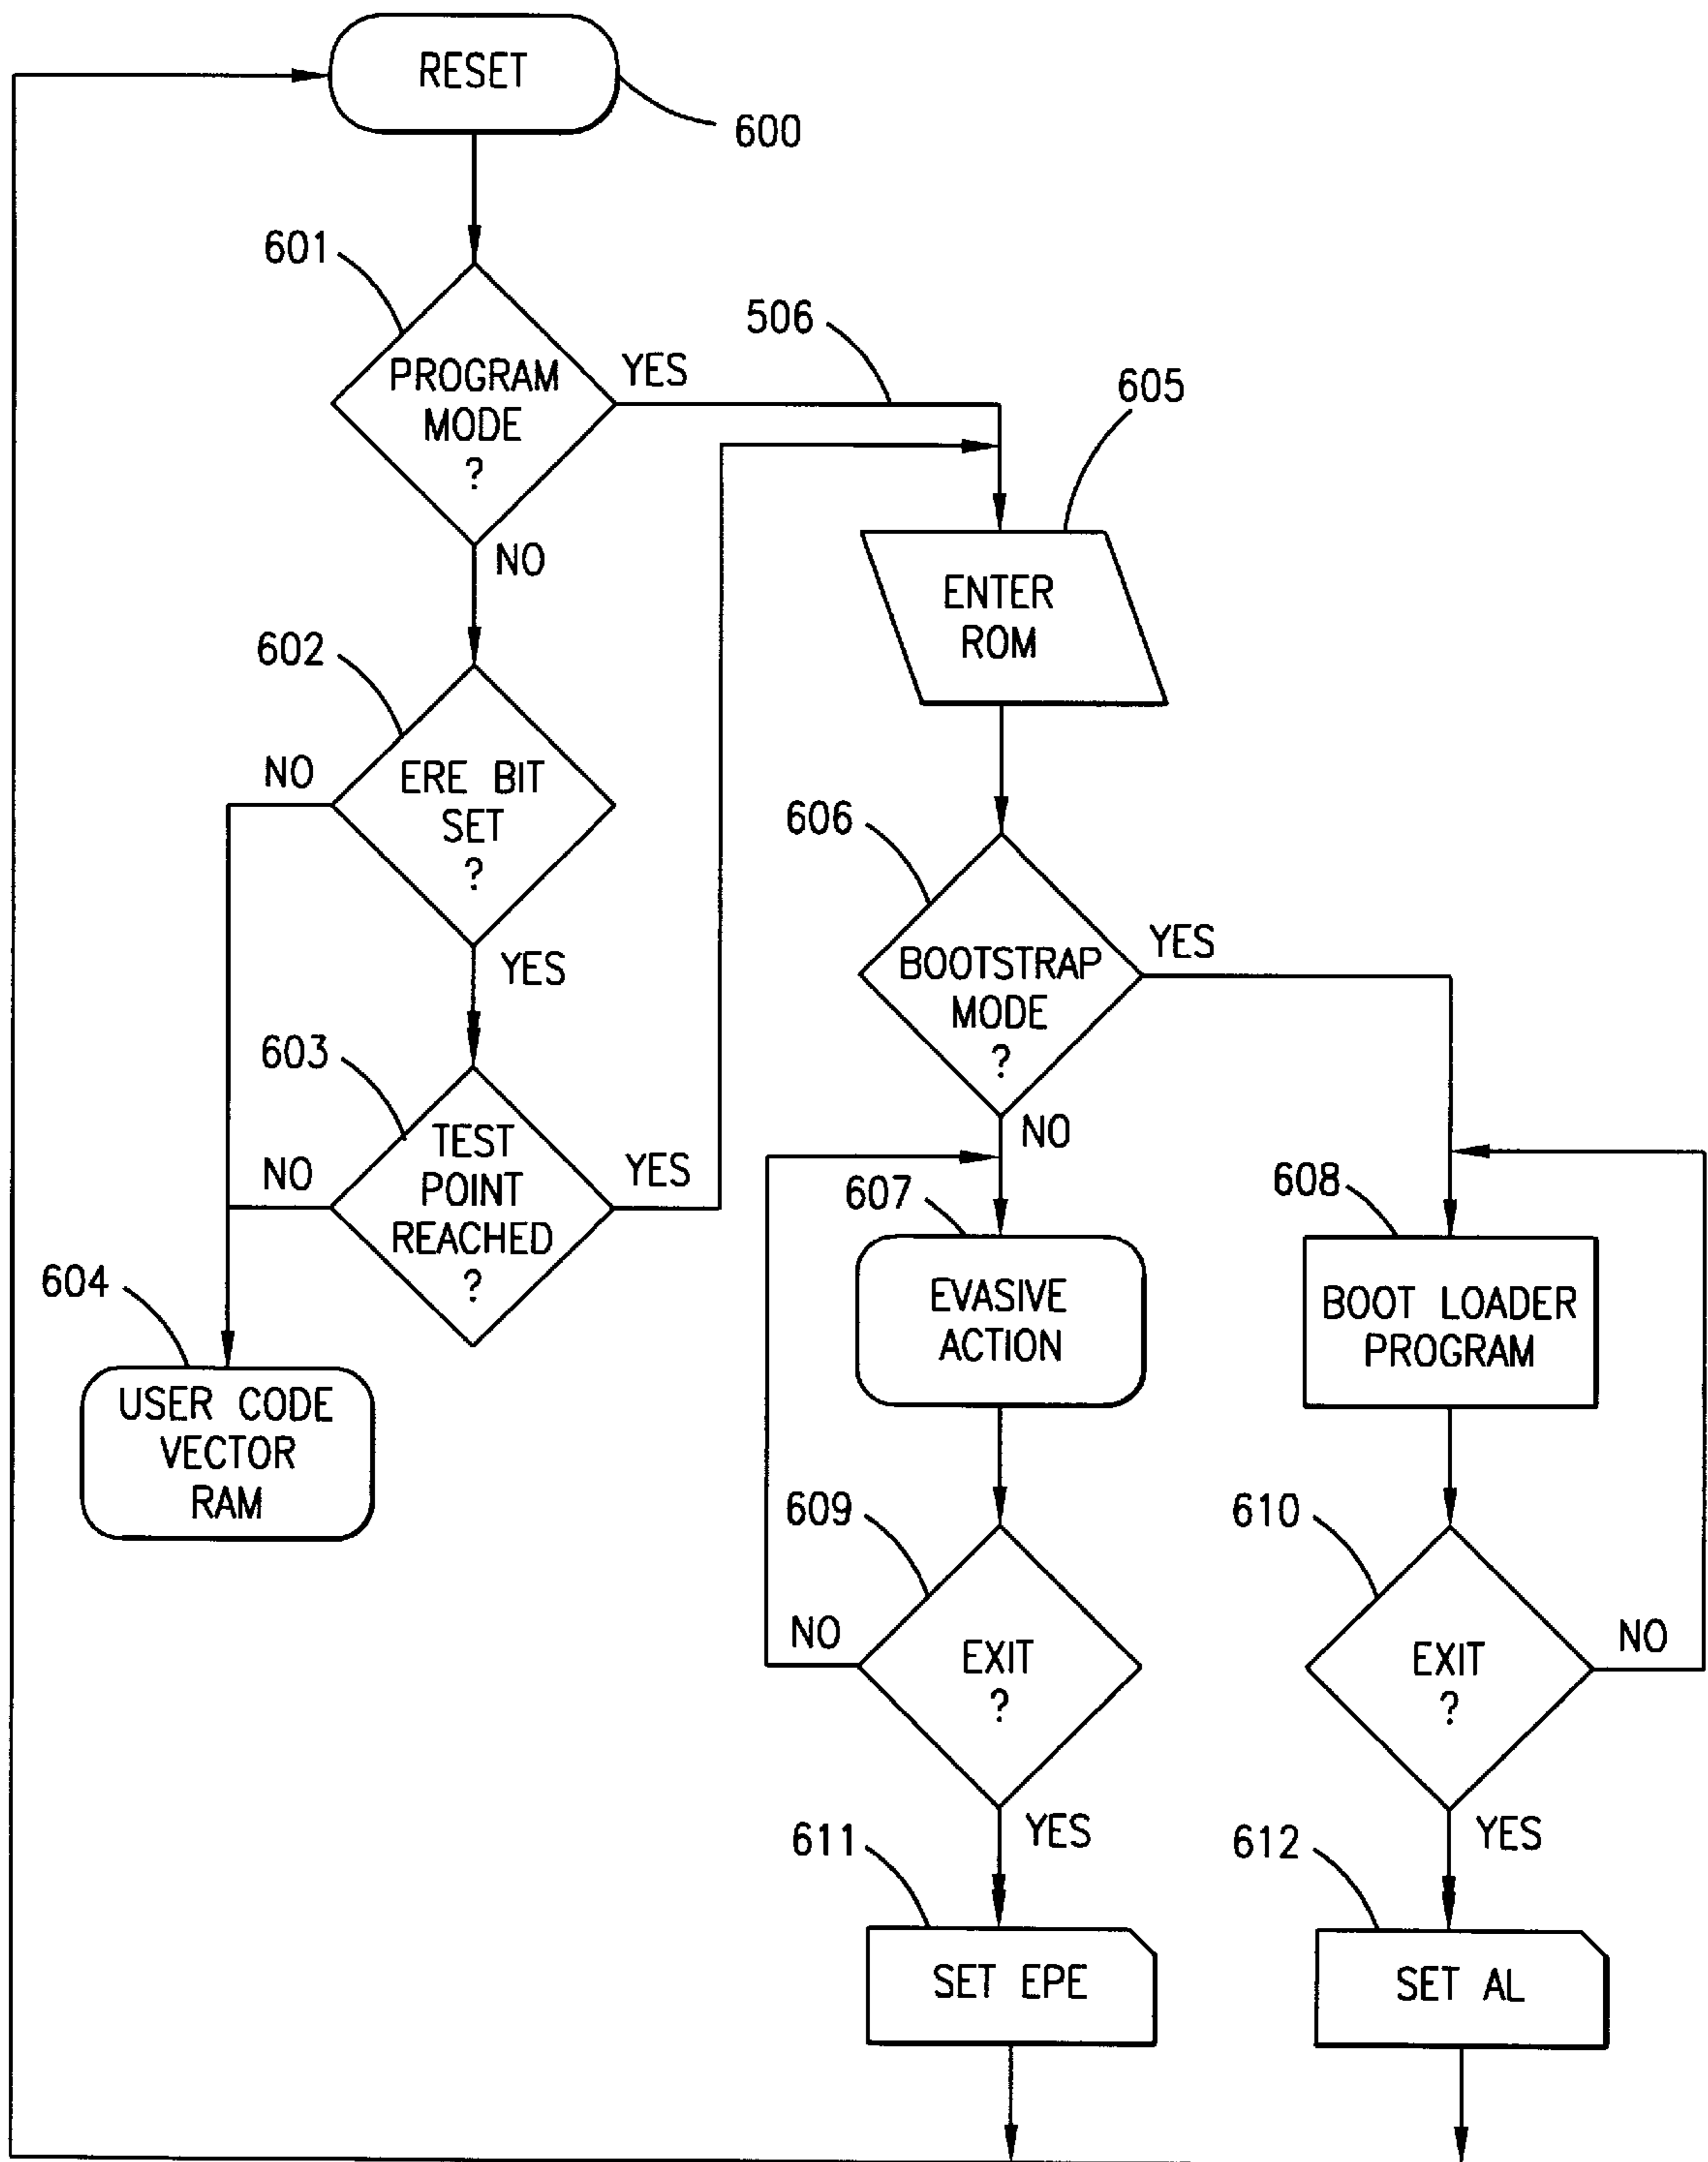 RESET
600
601
PROGRAM
MODE
?
YES
506
605
NO
ENTER
ROM
602
NO
ERE BIT
SET
?
606
YES
BOOTSTRAP
MODE
?
YES
603
NO
TEST
POINT
REACHED
?
YES
NO
607
608
604
EVASIVE
ACTION
BOOT LOADER
PROGRAM
USER CODE
VECTOR
RAM
609
610
NO
EXIT
?
EXIT
?
NO
611
YES
612
YES
SET EPE
SET AL